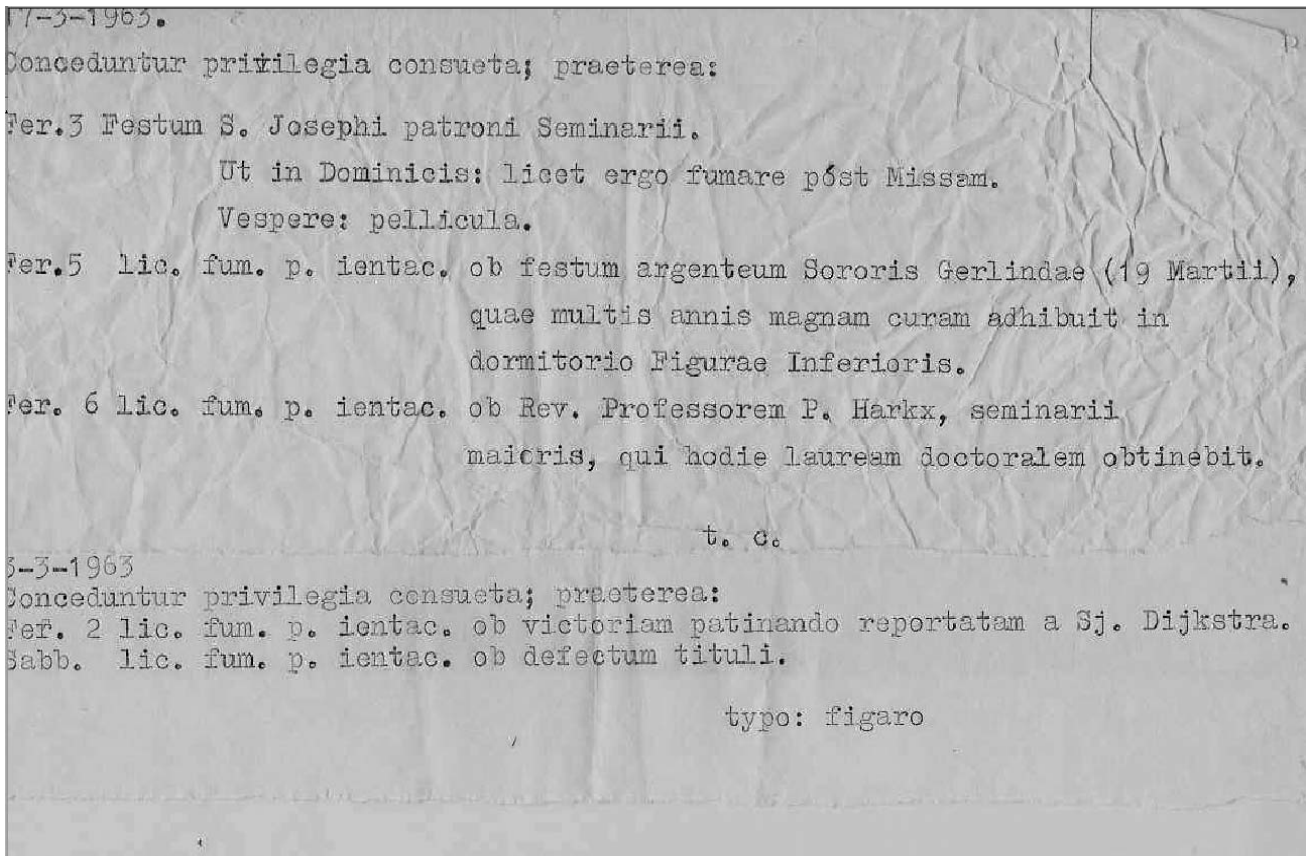 17-3-1963.
Conceduntur privilegia consueta; praeterea:
Fer.3 Festum S. Josephi patroni Seminarii.
Ut in Dominicis: licet ergo fumare póst Missam.
Vespere: pellicula.
Fer.5 lic. fum. p. ientac. ob festum argenteum Sororis Gerlindae (19 Martii),
quae multis annis magnam curam adhibuit in
dormitorio Figurae Inferioris.
Fer. 6 lic. fum. p. ientac. ob Rev. Professorem P. Harkx, seminarii
maioris, qui hodie lauream doctoralem obtinebit.
t. c.
3-3-1963
Conceduntur privilegia consueta; praeterea:
Fer. 2 lic. fum. p. ientac. ob victoriam patinando reportatam a Sj. Dijkstra.
Sabb. lic. fum. p. ientac. ob defectum tituli.
typo: figaro